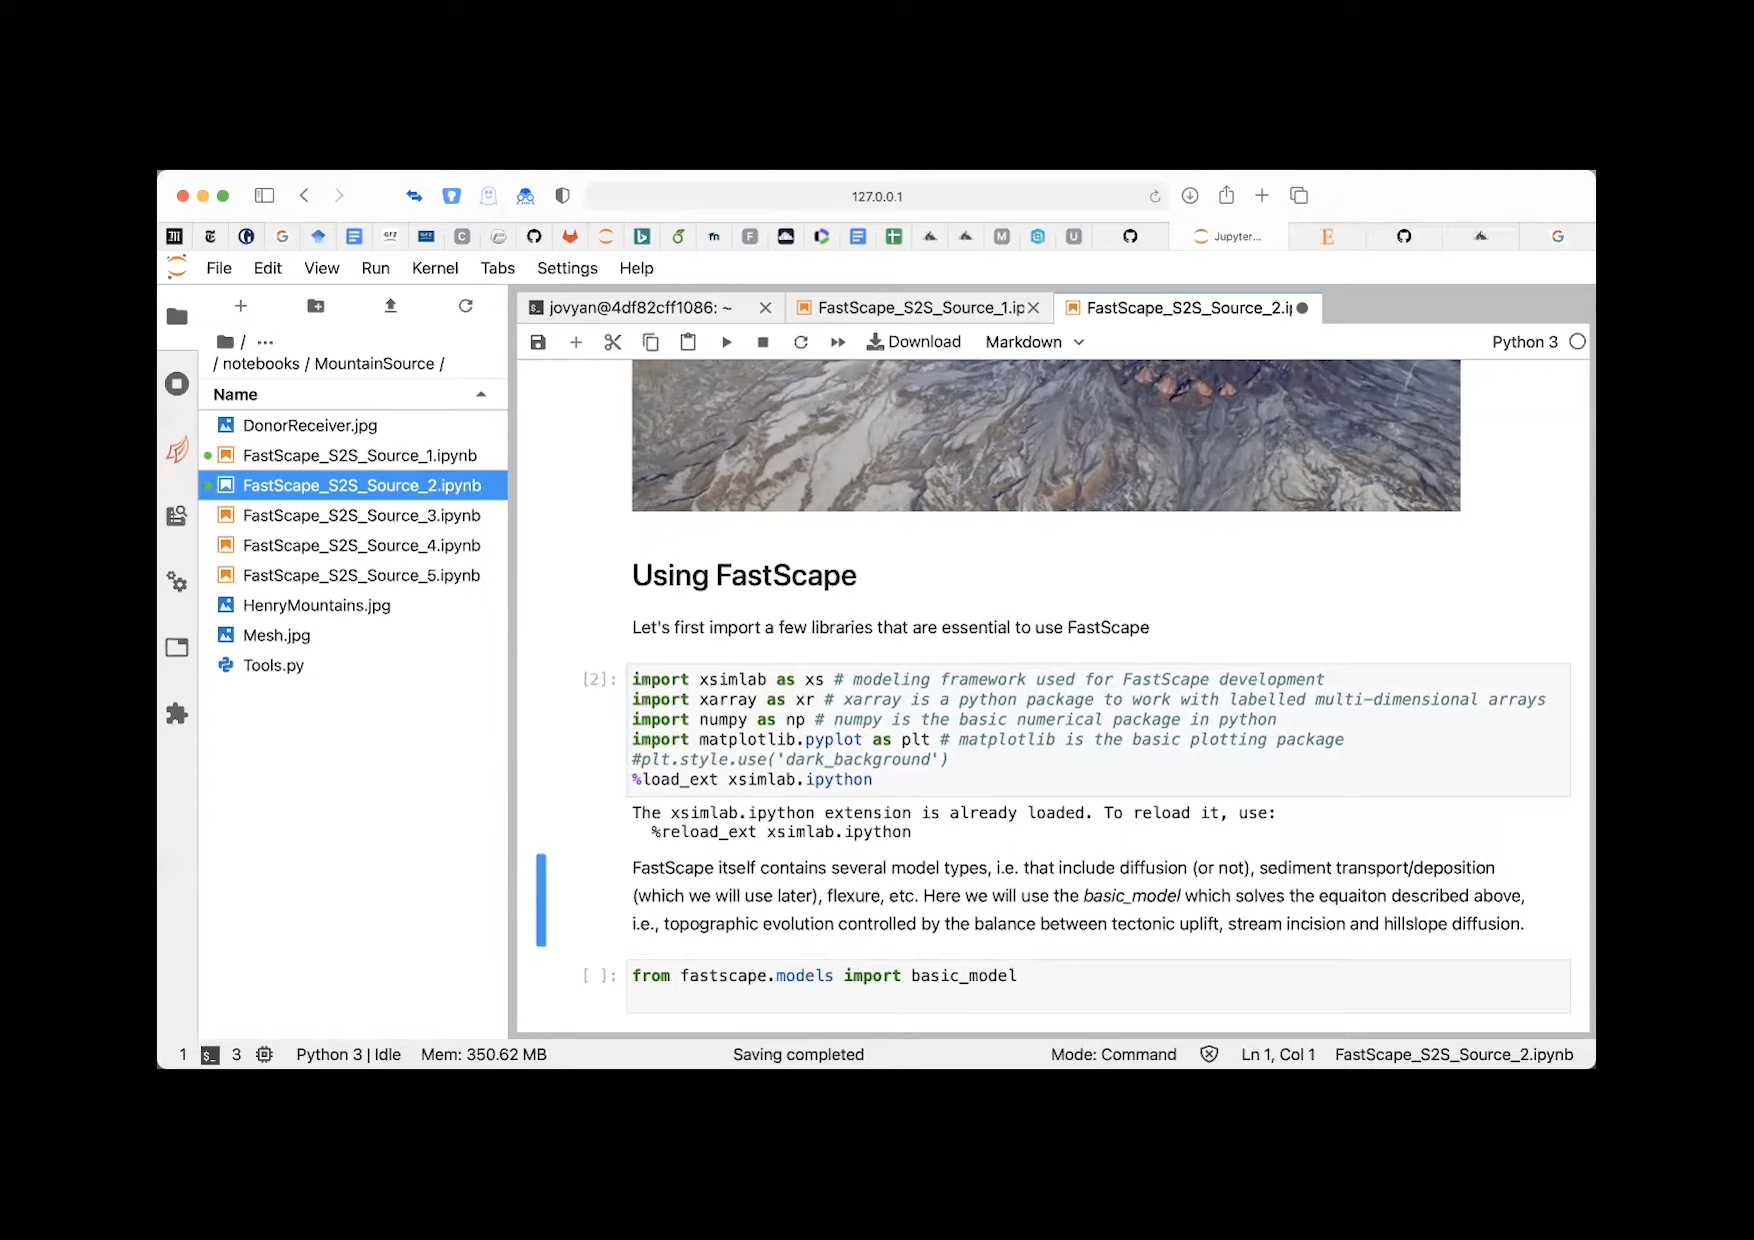 127.0.0.1
Jupyter...
File Edit View Run Kernel Tabs Settings Help
jovyan@4df82cff1086: ~
FastScape_S2S_Source_1.ip
FastScape_S2S_Source_2.i
/ ...
/ notebooks / MountainSource /
Download Markdown Python 3
Name
DonorReceiver.jpg
FastScape_S2S_Source_1.ipynb
FastScape_S2S_Source_2.ipynb
FastScape_S2S_Source_3.ipynb
FastScape_S2S_Source_4.ipynb
FastScape_S2S_Source_5.ipynb
HenryMountains.jpg
Mesh.jpg
Tools.py
Using FastScape
Let's first import a few libraries that are essential to use FastScape
[2]: import xsimlab as xs # modeling framework used for FastScape development
import xarray as xr # xarray is a python package to work with labelled multi-dimensional arrays
import numpy as np # numpy is the basic numerical package in python
import matplotlib.pyplot as plt # matplotlib is the basic plotting package
#plt.style.use('dark_background')
%load_ext xsimlab.ipython
The xsimlab.ipython extension is already loaded. To reload it, use:
%reload_ext xsimlab.ipython
FastScape itself contains several model types, i.e. that include diffusion (or not), sediment transport/deposition
(which we will use later), flexure, etc. Here we will use the basic_model which solves the equaiton described above,
i.e., topographic evolution controlled by the balance between tectonic uplift, stream incision and hillslope diffusion.
[ ]: from fastscape.models import basic_model
1 3 Python 3 | Idle Mem: 350.62 MB Saving completed Mode: Command Ln 1, Col 1 FastScape_S2S_Source_2.ipynb